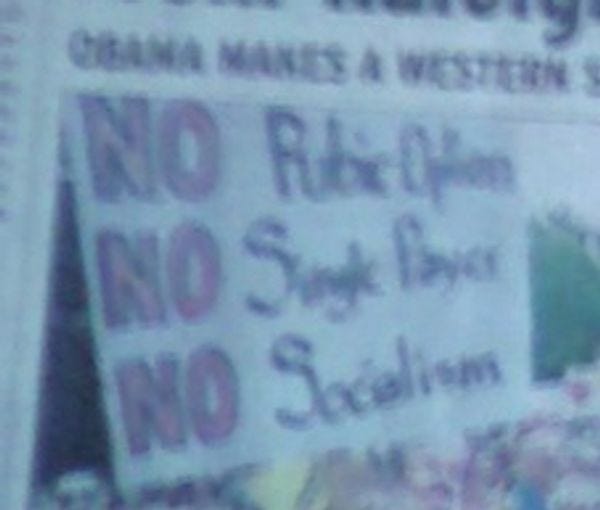 OBAMA MAKES A WESTERN S
NO Public Option
NO Single Payer
NO Socialism